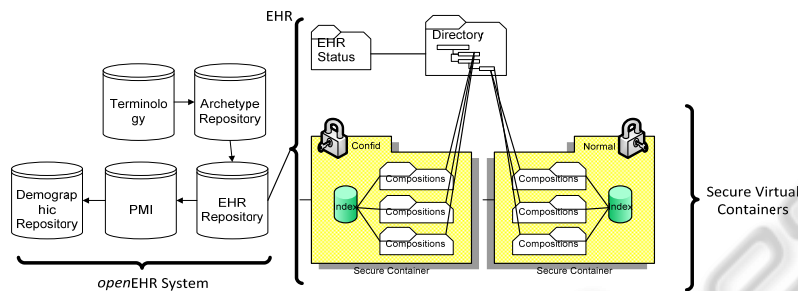 EHR
EHR
Status
Directory
Terminolo
gy
Archetype
Repository
Demograp
hic
Repository
PMI
EHR
Repository
openEHR System
Confid
Compositions
Compositions
Compositions
Index
Secure Container
Normal
Compositions
Compositions
Compositions
Index
Secure Container
Secure Virtual
Containers